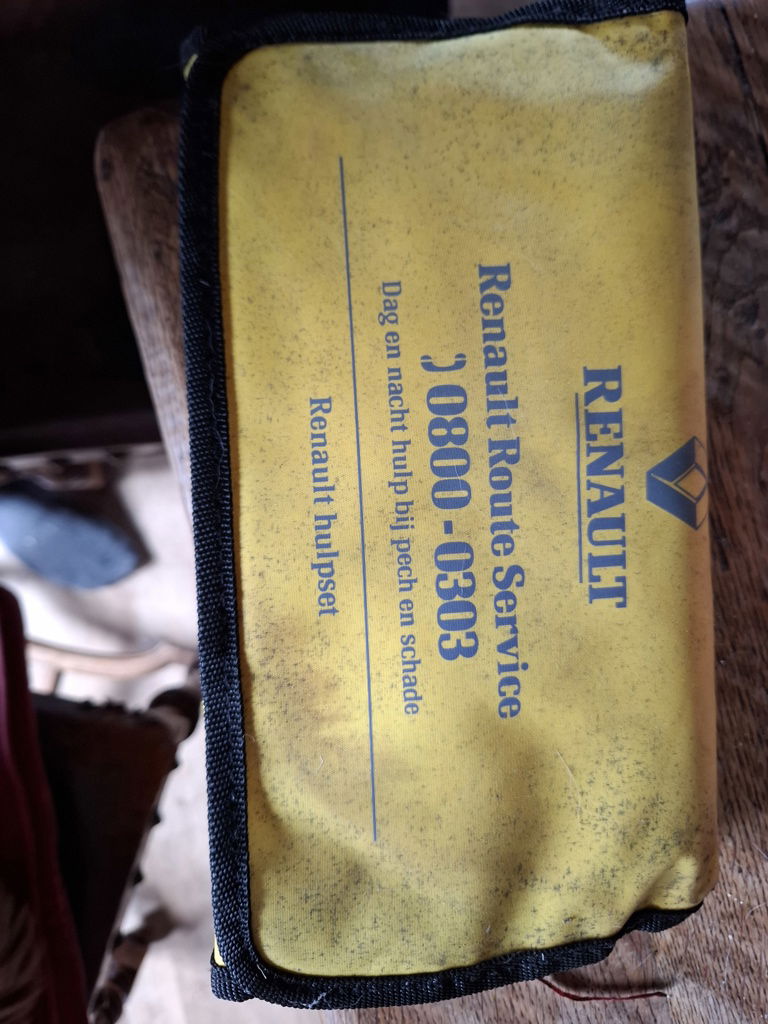 RENAULT
Renault Route Service
0800-0303
Dag en nacht hulp bij pech en schade
Renault hulpset